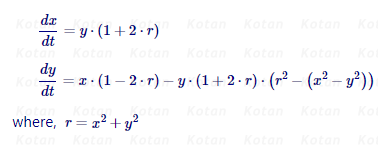 dx/dt = y · (1 + 2 · r)
dy/dt = x · (1 − 2 · r) − y · (1 + 2 · r) · (r² − (x² − y²))
where, r = x² + y²